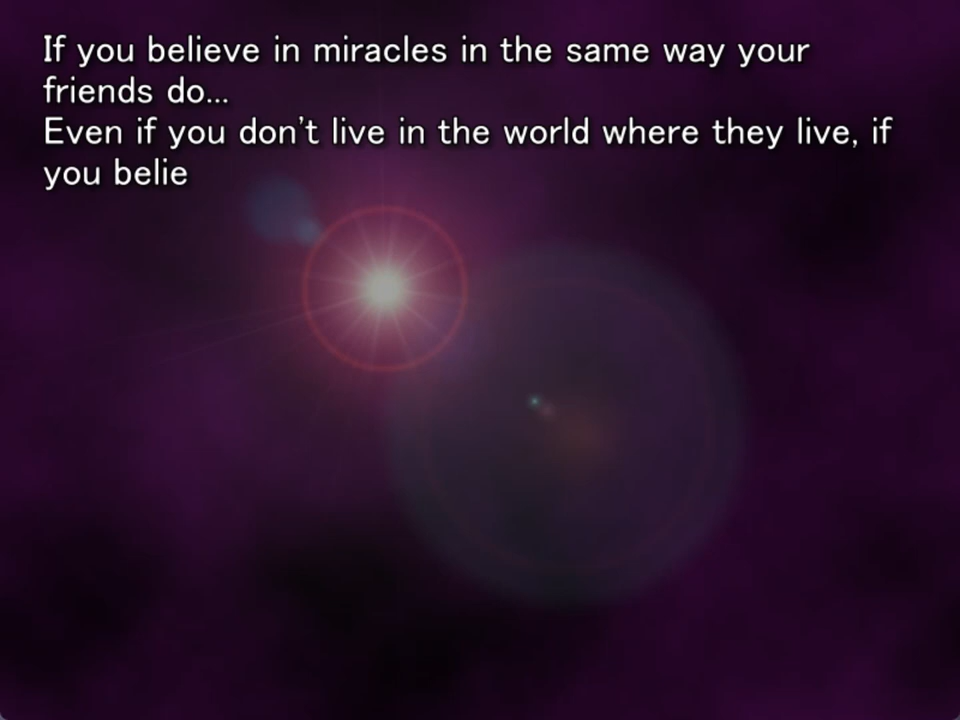 If you believe in miracles in the same way your
friends do...
Even if you don't live in the world where they live, if
you belie